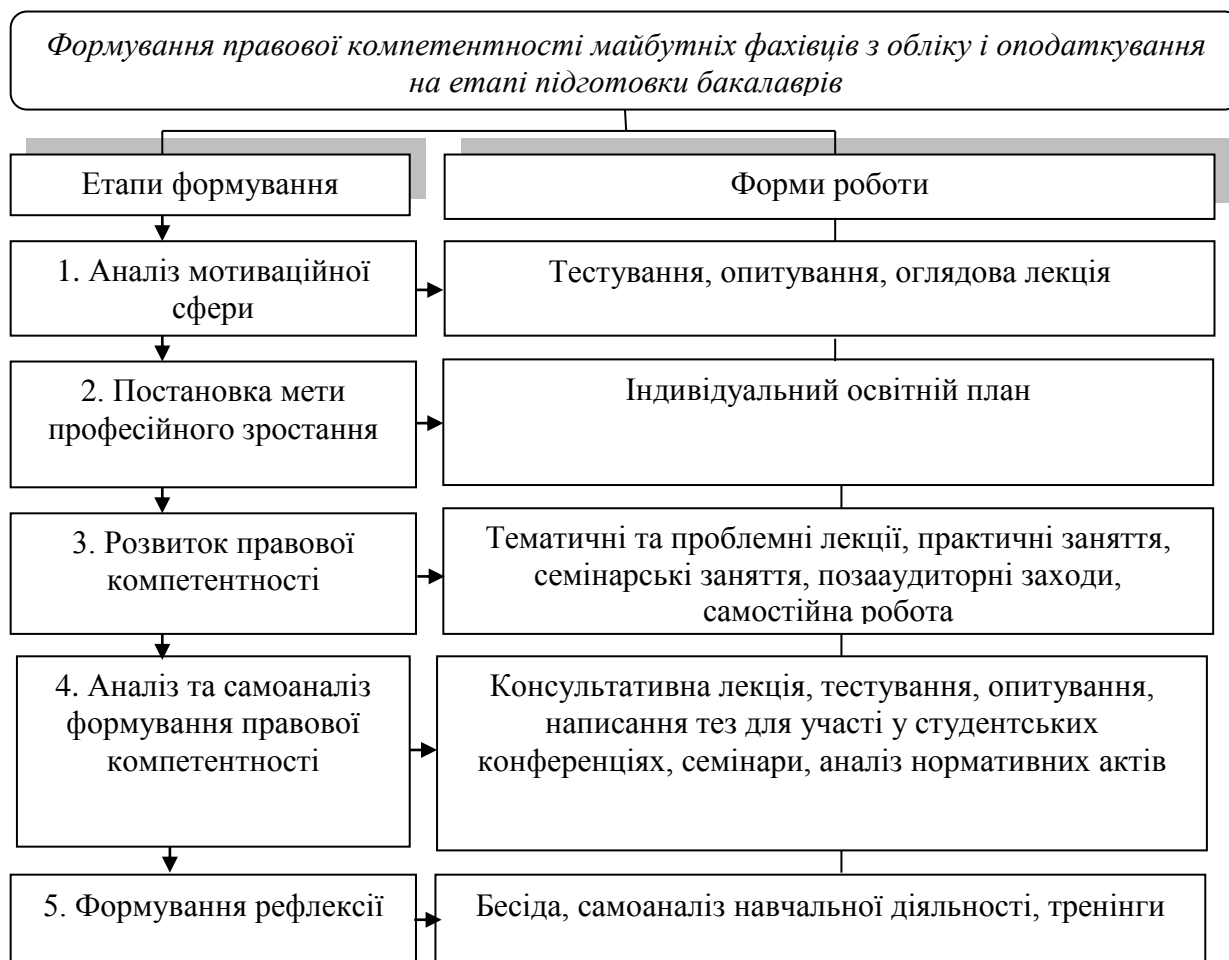 Формування правової компетентності майбутніх фахівців з обліку і оподаткування
на етапі підготовки бакалаврів
Етапи формування
Форми роботи
1. Аналіз мотиваційної
сфери
Тестування, опитування, оглядова лекція
2. Постановка мети
професійного зростання
Індивідуальний освітній план
3. Розвиток правової
компетентності
Тематичні та проблемні лекції, практичні заняття,
семінарські заняття, позааудиторні заходи,
самостійна робота
4. Аналіз та самоаналіз
формування правової
компетентності
Консультативна лекція, тестування, опитування,
написання тез для участі у студентських
конференціях, семінари, аналіз нормативних актів
5. Формування рефлексії
Бесіда, самоаналіз навчальної діяльності, тренінги